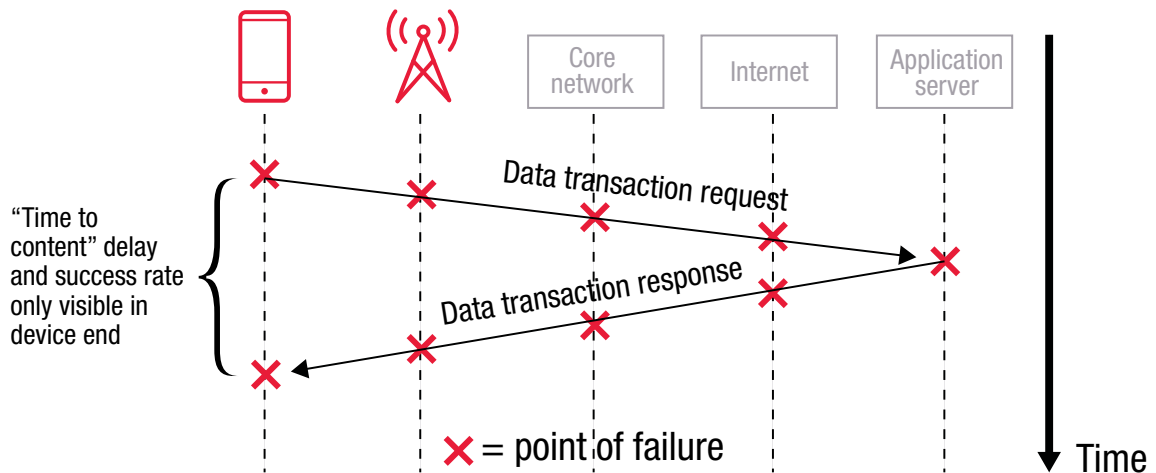 Core
network
Internet
Application
server
Data transaction request
“Time to
content” delay
and success rate
only visible in
device end
Data transaction response
= point of failure
Time